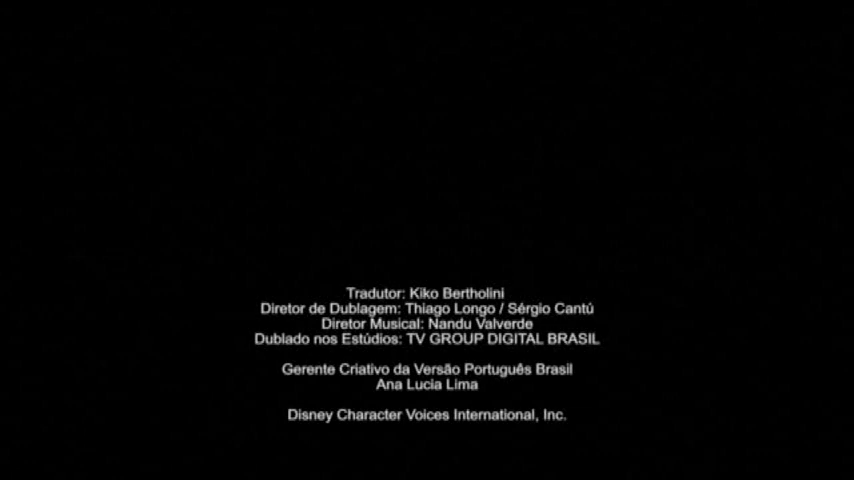 Tradutor: Kiko Bertholini
Diretor de Dublagem: Thiago Longo / Sérgio Cantú
Diretor Musical: Nandu Valverde
Dublado nos Estúdios: TV GROUP DIGITAL BRASIL
Gerente Criativo da Versão Português Brasil
Ana Lucia Lima
Disney Character Voices International, Inc.